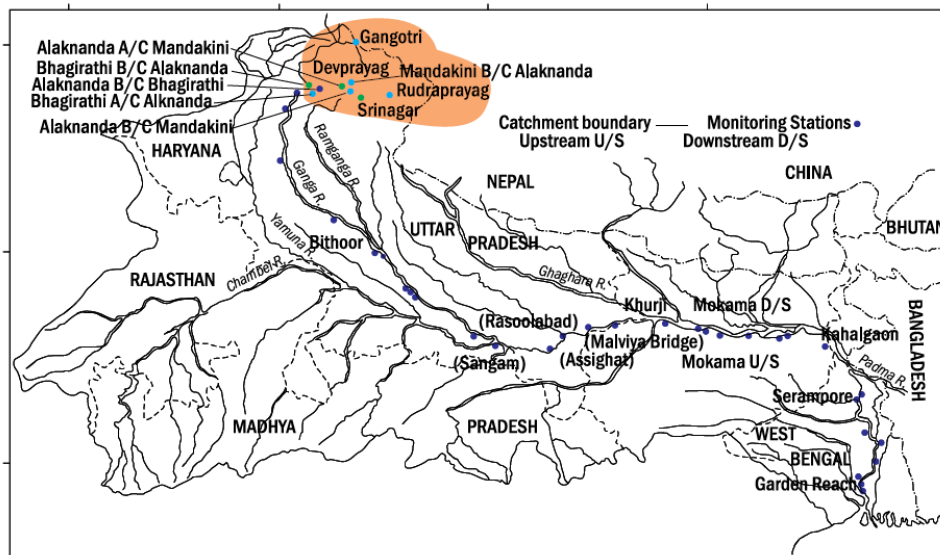 Gangotri
Alaknanda A/C Mandakini
Bhagirathi B/C Alaknanda
Alaknanda B/C Bhagirathi
Bhagirathi A/C Alknanda
Alaknanda B/C Mandakini
Devprayag
Mandakini B/C Alaknanda
Rudraprayag
Srinagar
Catchment boundary
Monitoring Stations
Upstream U/S
Downstream D/S
HARYANA
Ramganga R.
Ganga R.
NEPAL
CHINA
BHUTAN
Yamuna R.
Bithoor
UTTAR
PRADESH
RAJASTHAN
Chambel R.
Ghaghara R.
Khurji
Mokama D/S
BANGLADESH
(Rasoolabad)
(Malviya Bridge)
Kahalgaon
(Sangam)
(Assighat)
Mokama U/S
Padma R.
Serampore
MADHYA
PRADESH
WEST
BENGAL
Garden Reach